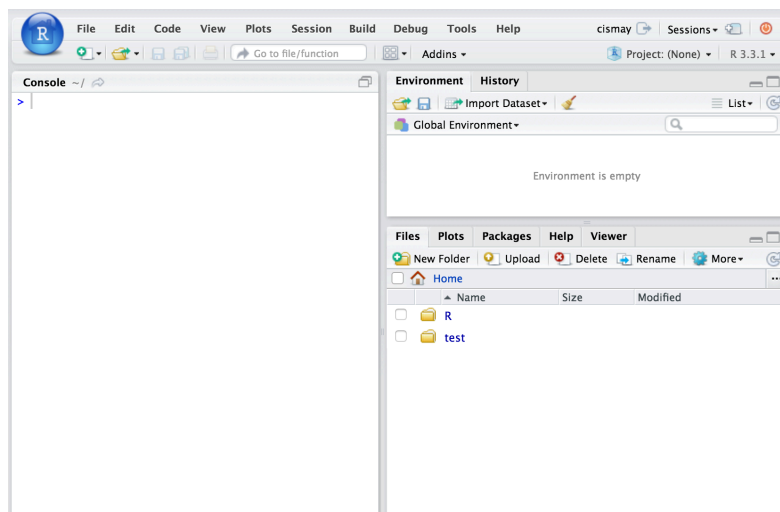 R File Edit Code View Plots Session Build Debug Tools Help cismay Sessions
Go to file/function Addins Project: (None) R 3.3.1
Console ~/
>
Environment History
Import Dataset List
Global Environment
Environment is empty
Files Plots Packages Help Viewer
New Folder Upload Delete Rename More
Home ...
Name Size Modified
R
test